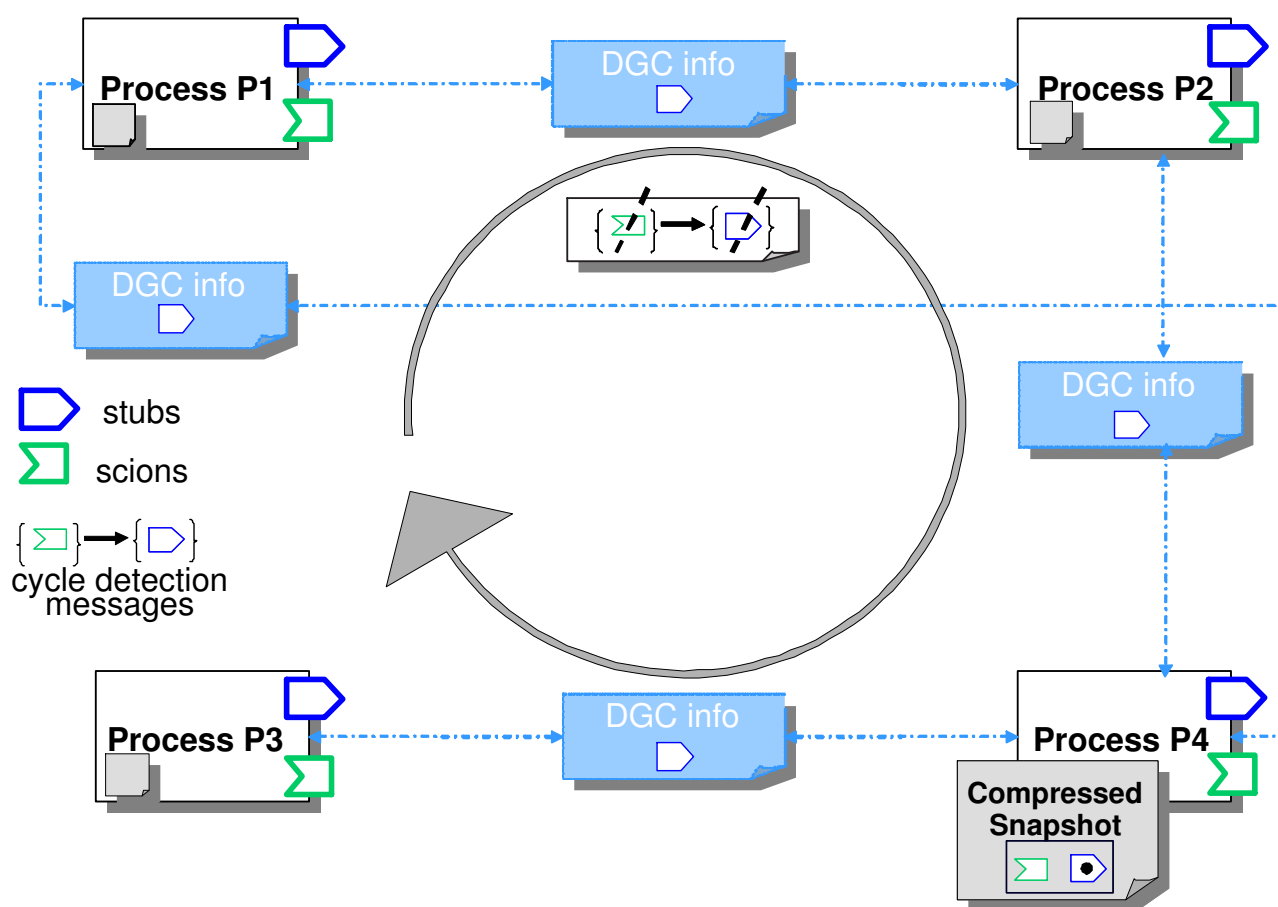 DGC info
Process P1
Process P2
DGC info
DGC info
stubs
scions
{ } { }
cycle detection
messages
DGC info
Process P3
Process P4
Compressed
Snapshot